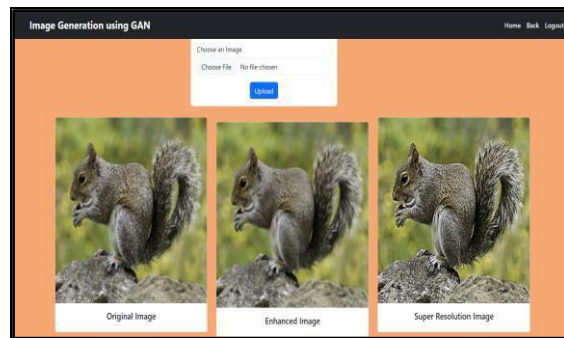 Image Generation using GAN
Home Back Logout
Choose an Image
Choose File No file chosen
Upload
Original Image
Enhanced Image
Super Resolution Image